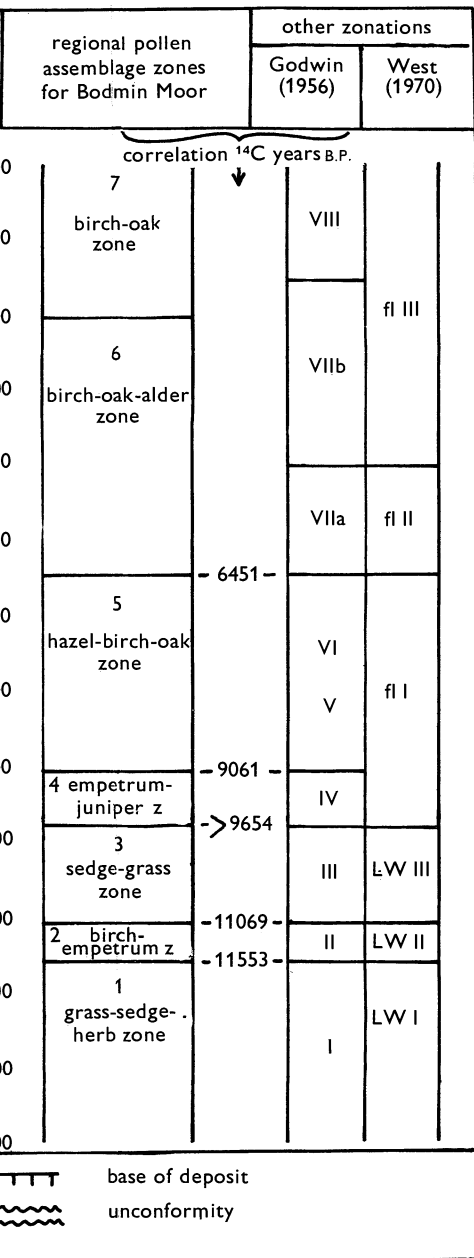 regional pollen
assemblage zones
for Bodmin Moor
other zonations
Godwin
(1956)
West
(1970)
correlation ¹⁴C years B.P.
7
birch-oak
zone
6
birch-oak-alder
zone
5
hazel-birch-oak
zone
4 empetrum-
juniper z
3
sedge-grass
zone
2 birch-
empetrum z
1
grass-sedge-
herb zone
6451
9061
>9654
11069
11553
VIII
VIIb
VIIa
VI
V
IV
III
II
I
fl III
fl II
fl I
LW III
LW II
LW I
base of deposit
unconformity